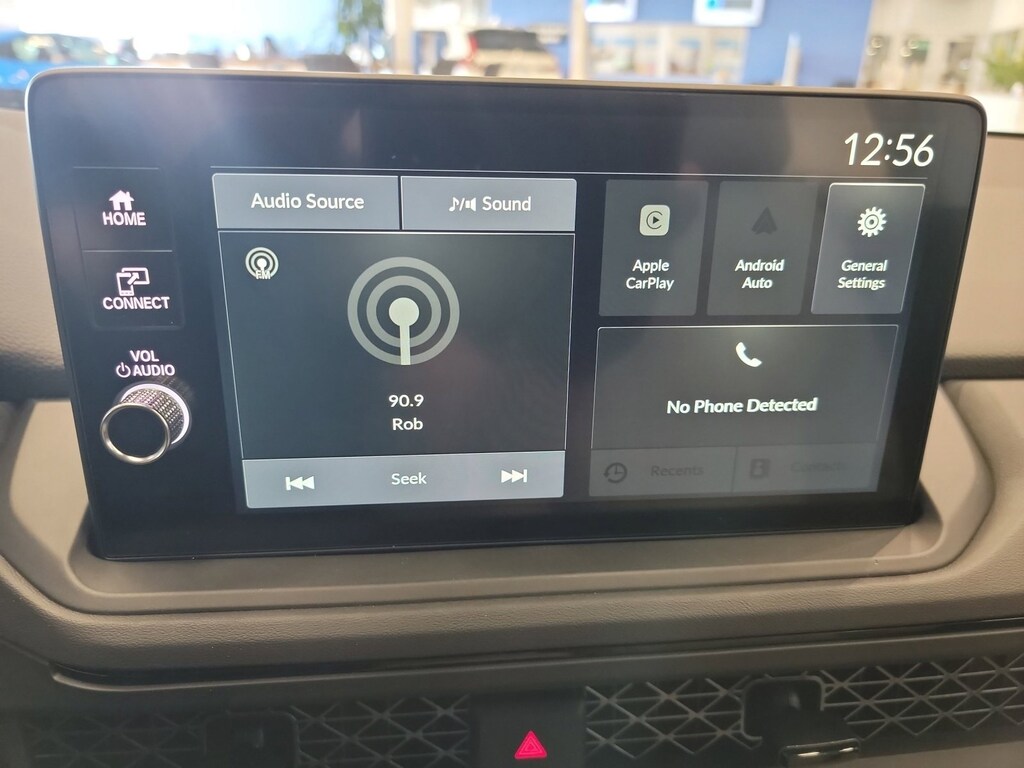 12:56
HOME
CONNECT
VOL
AUDIO
Audio Source
Sound
FM
90.9
Rob
Seek
Apple
CarPlay
Android
Auto
General
Settings
No Phone Detected
Recents
Contacts